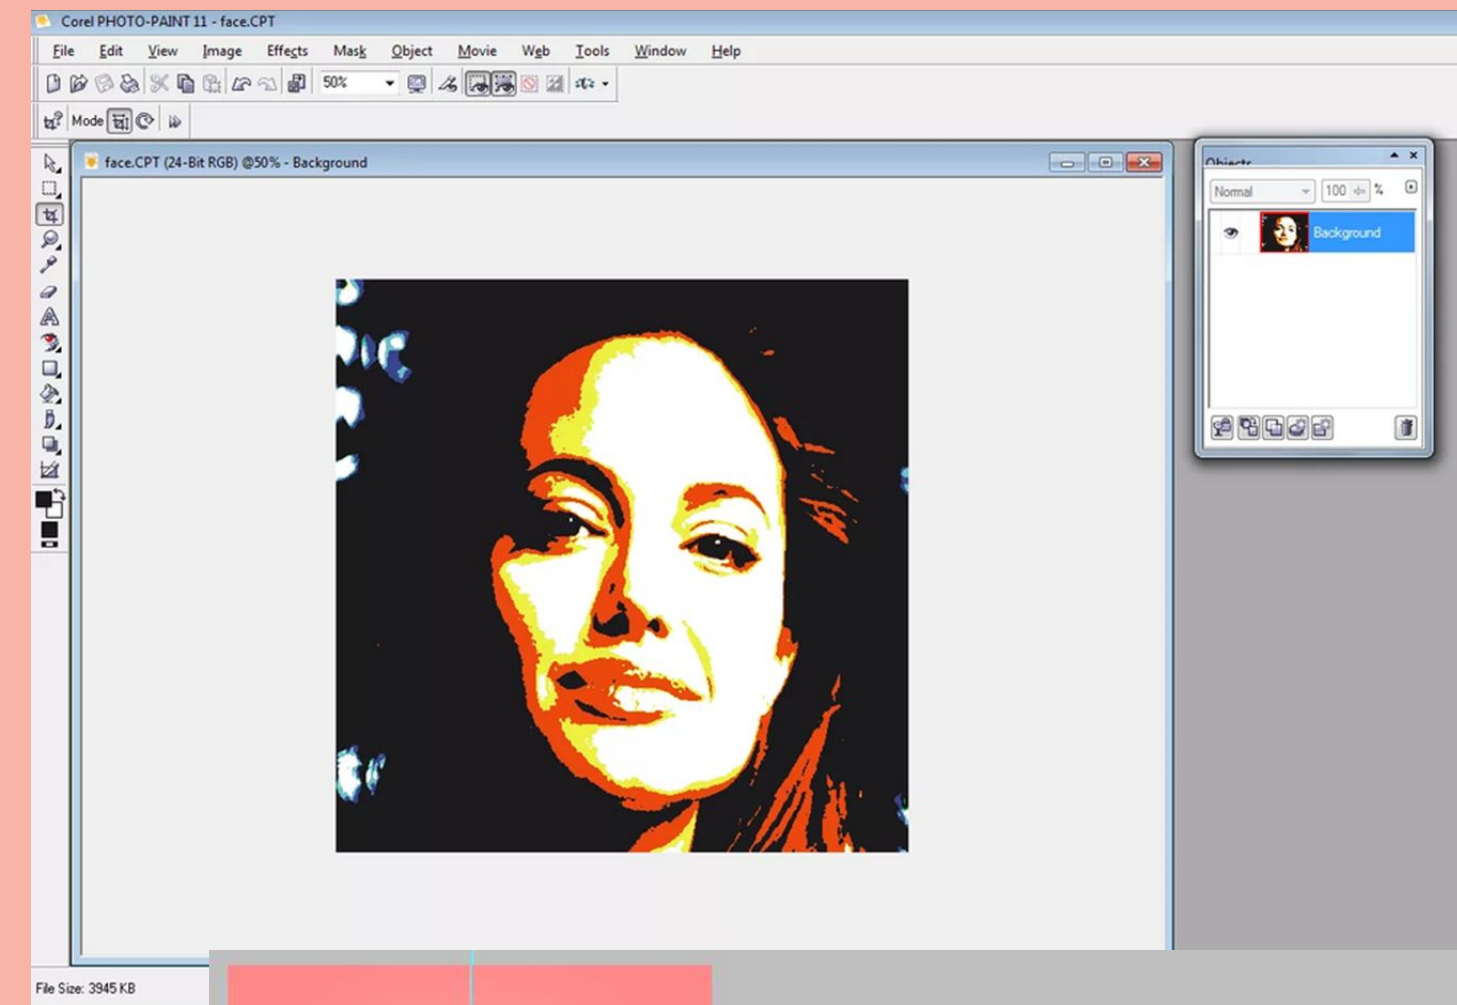 Corel PHOTO-PAINT 11 - face.CPT
File Edit View Image Effects Mask Object Movie Web Tools Window Help
50%
Mode
face.CPT (24-Bit RGB) @50% - Background
Objects
Normal 100 %
Background
File Size: 3945 KB